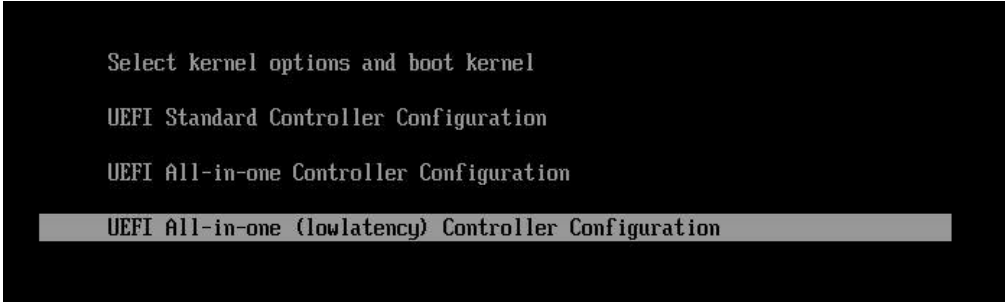 Select kernel options and boot kernel
UEFI Standard Controller Configuration
UEFI All-in-one Controller Configuration
UEFI All-in-one (lowlatency) Controller Configuration